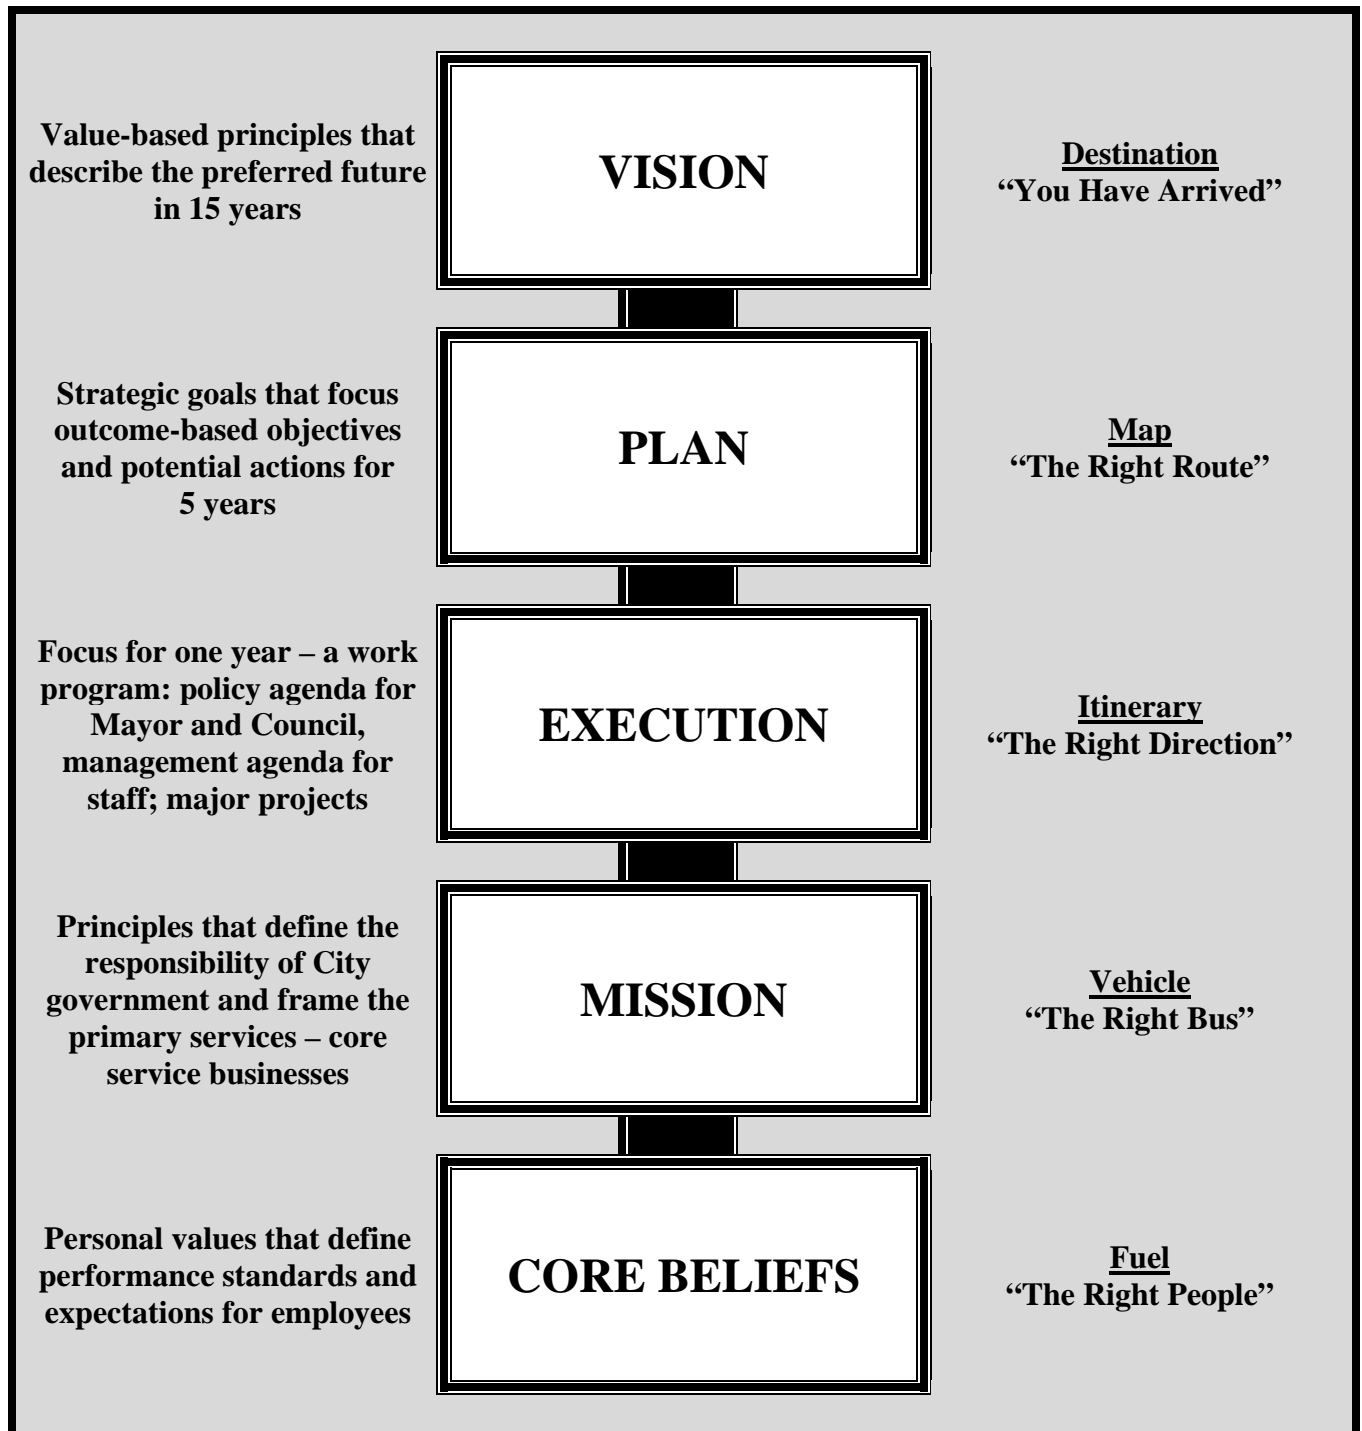 Value-based principles that
describe the preferred future
in 15 years
VISION
Destination
“You Have Arrived”
Strategic goals that focus
outcome-based objectives
and potential actions for
5 years
PLAN
Map
“The Right Route”
Focus for one year – a work
program: policy agenda for
Mayor and Council,
management agenda for
staff; major projects
EXECUTION
Itinerary
“The Right Direction”
Principles that define the
responsibility of City
government and frame the
primary services – core
service businesses
MISSION
Vehicle
“The Right Bus”
Personal values that define
performance standards and
expectations for employees
CORE BELIEFS
Fuel
“The Right People”